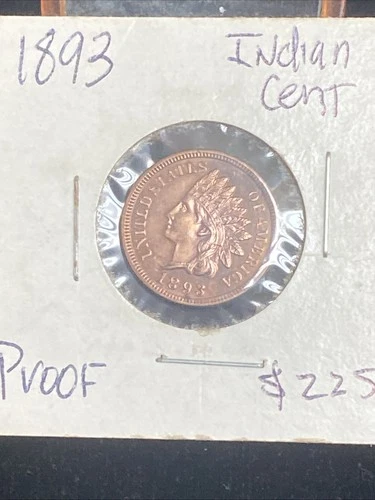 1893
Indian
Cent
UNITED STATES OF AMERICA
1893
PROOF
$225